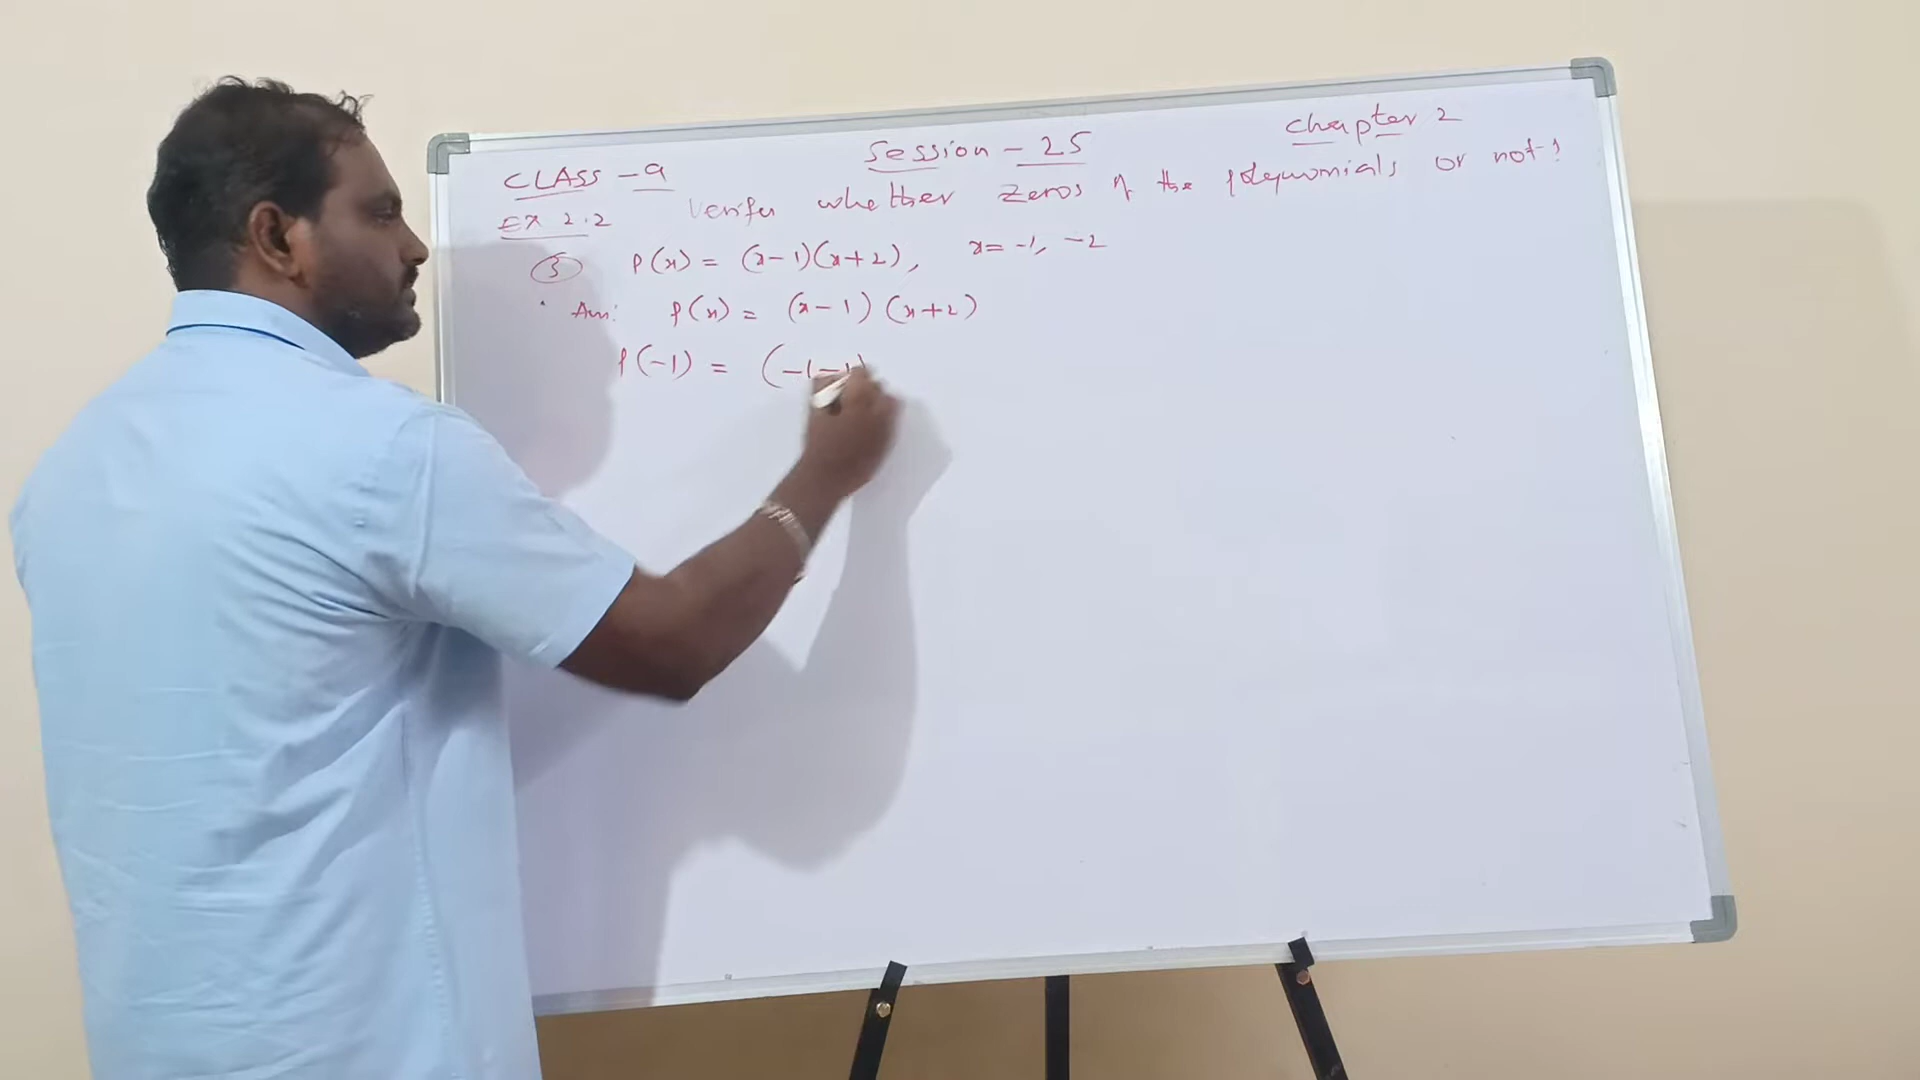 CLASS - 9 Session - 25 Chapter 2
EX 2.2 Verify whether zeros of the polynomials or not?
③ P(x) = (x-1)(x+2), x = -1, -2
Ans: P(x) = (x-1) (x+2)
P(-1) = (-1-1)